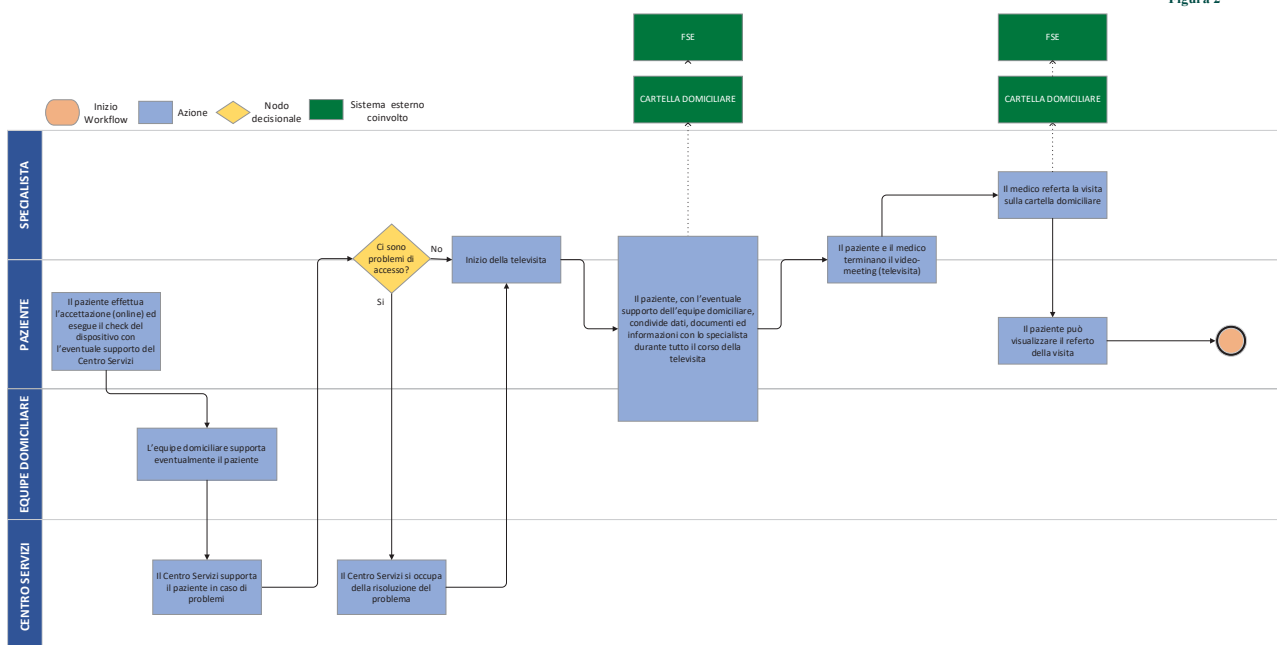 Figura 2
FSE
FSE
CARTELLA DOMICILIARE
CARTELLA DOMICILIARE
Inizio
Workflow
Azione
Nodo
decisionale
Sistema esterno
coinvolto
SPECIALISTA
Il medico referta la visita
sulla cartella domiciliare
Ci sono
problemi di
accesso?
No
Si
Inizio della televisita
Il paziente e il medico
terminano il video-
meeting (televisita)
PAZIENTE
Il paziente effettua
l’accettazione (online) ed
esegue il check del
dispositivo con
l’eventuale supporto del
Centro Servizi
Il paziente, con l’eventuale
supporto dell’equipe domiciliare,
condivide dati, documenti ed
informazioni con lo specialista
durante tutto il corso della
televisita
Il paziente può
visualizzare il referto
della visita
EQUIPE DOMICILIARE
L’equipe domiciliare supporta
eventualmente il paziente
CENTRO SERVIZI
Il Centro Servizi supporta
il paziente in caso di
problemi
Il Centro Servizi si occupa
della risoluzione del
problema